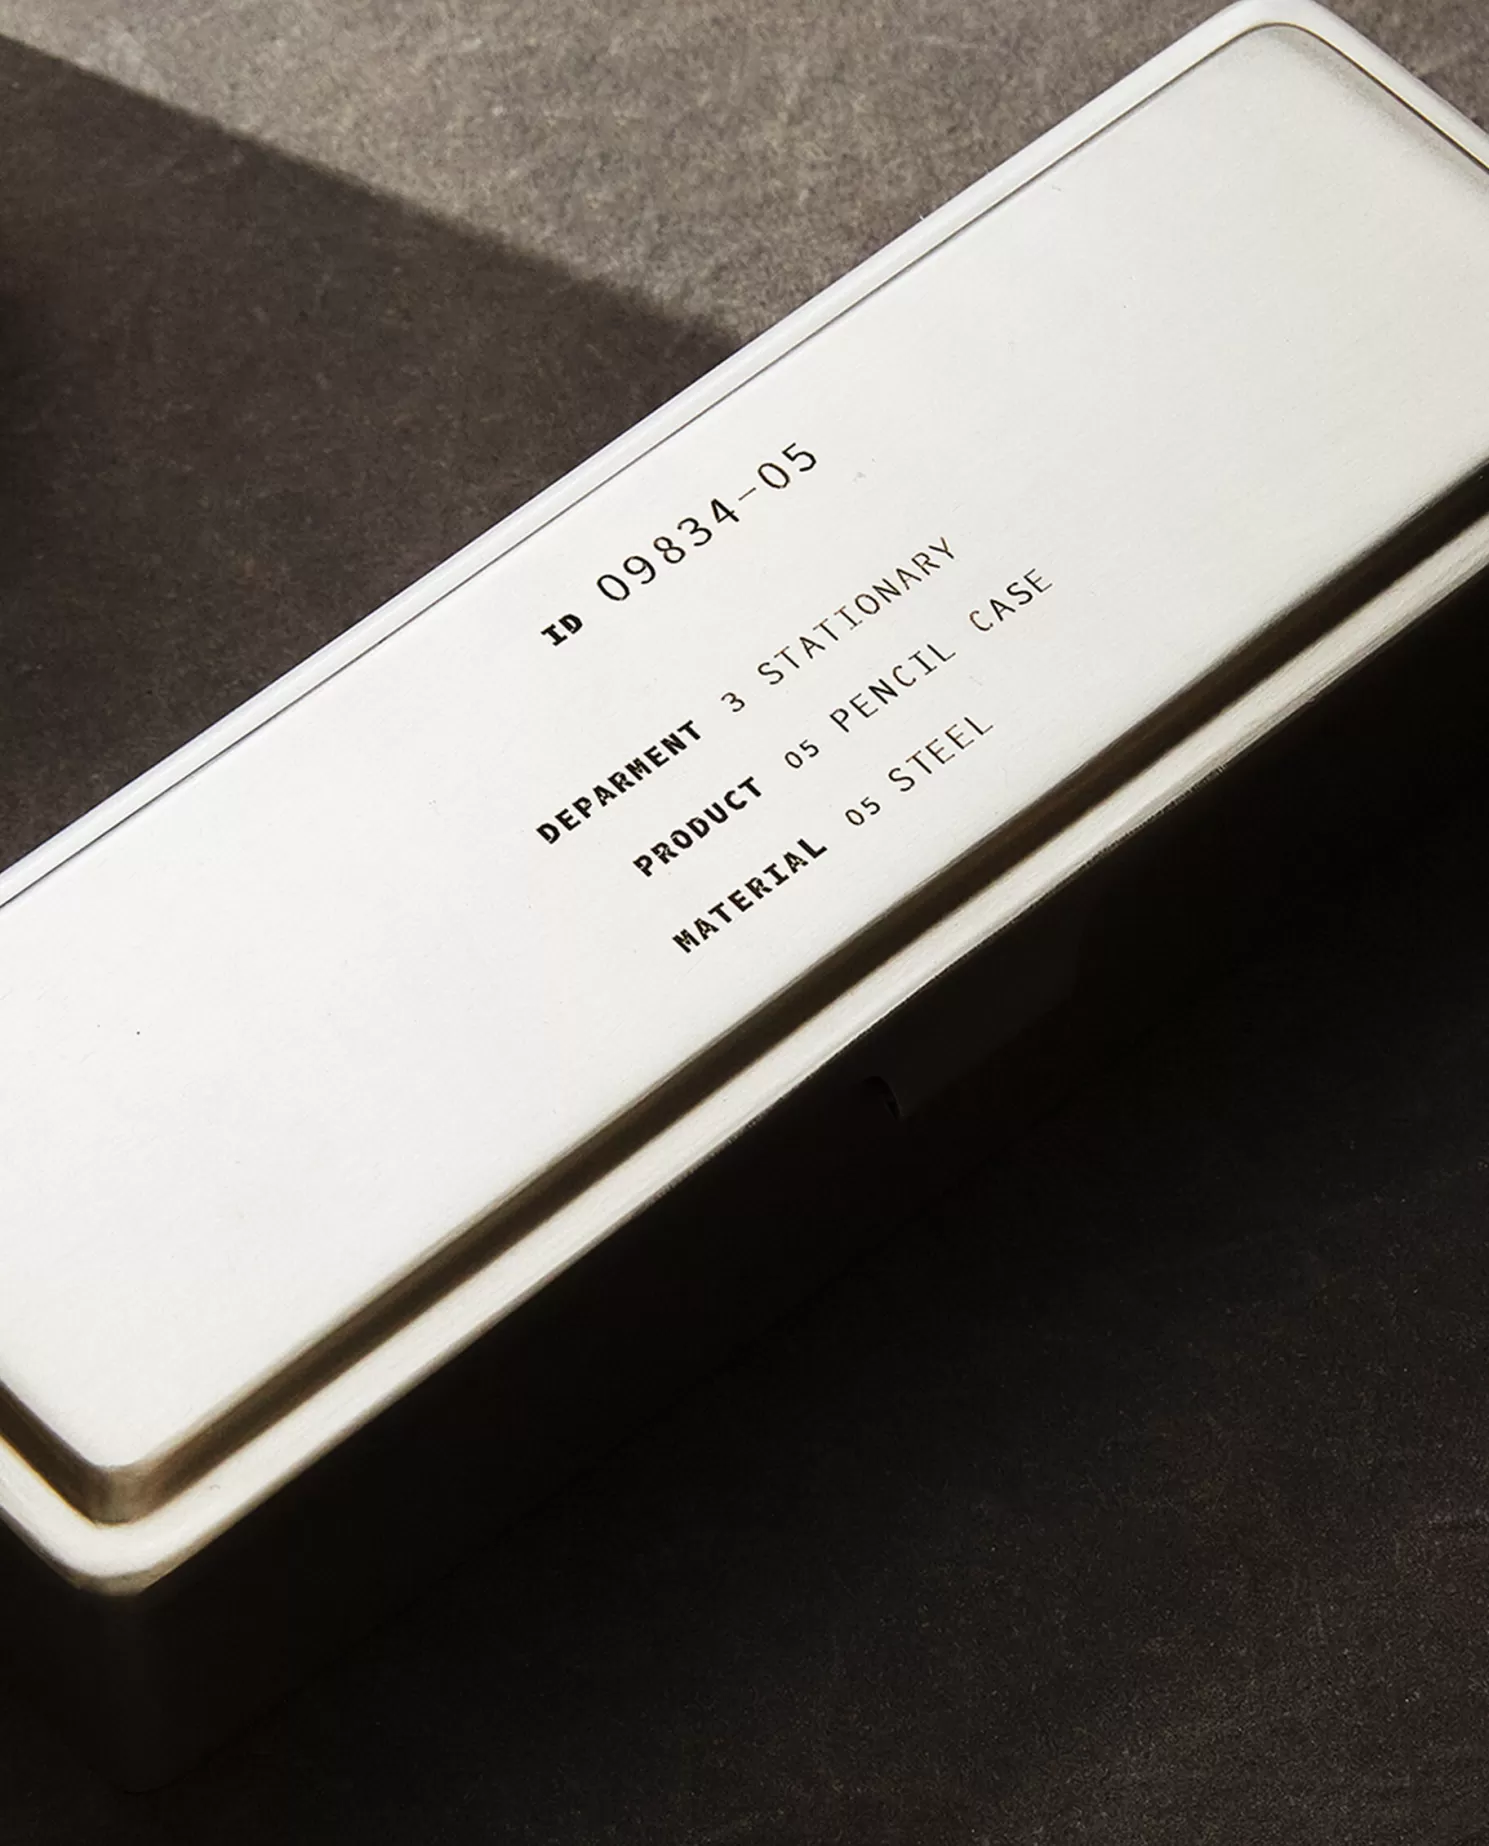 ID 09834-05
DEPARMENT 3 STATIONARY
PRODUCT 05 PENCIL CASE
MATERIAL 05 STEEL